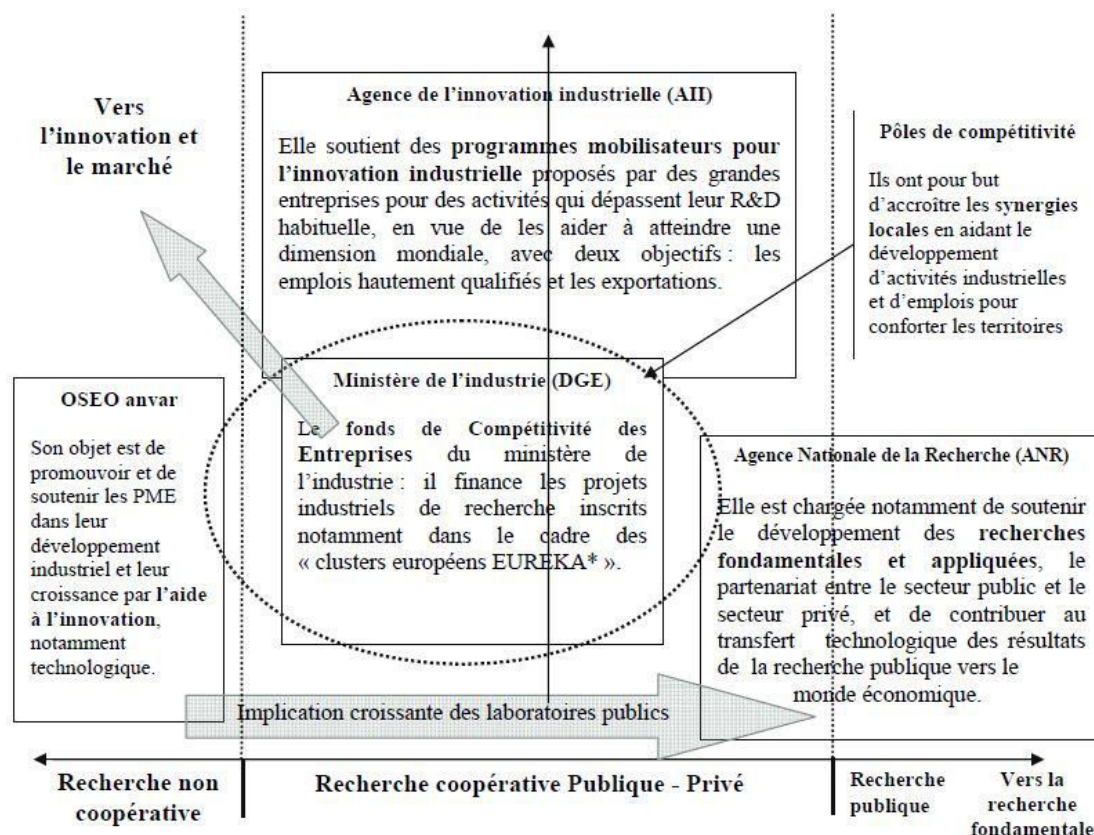 Vers
l'innovation et
le marché
Agence de l'innovation industrielle (AII)
Elle soutient des programmes mobilisateurs pour
l'innovation industrielle proposés par des grandes
entreprises pour des activités qui dépassent leur R&D
habituelle, en vue de les aider à atteindre une
dimension mondiale, avec deux objectifs : les
emplois hautement qualifiés et les exportations.
Pôles de compétitivité
Ils ont pour but
d'accroître les synergies
locales en aidant le
développement
d'activités industrielles
et d'emplois pour
conforter les territoires
OSEO anvar
Son objet est de
promouvoir et de
soutenir les PME
dans leur
développement
industriel et leur
croissance par l'aide
à l'innovation,
notamment
technologique.
Ministère de l'industrie (DGE)
Le fonds de Compétitivité des
Entreprises du ministère de
l'industrie : il finance les projets
industriels de recherche inscrits
notamment dans le cadre des
« clusters européens EUREKA* ».
Agence Nationale de la Recherche (ANR)
Elle est chargée notamment de soutenir
le développement des recherches
fondamentales et appliquées, le
partenariat entre le secteur public et le
secteur privé, et de contribuer au
transfert technologique des résultats
de la recherche publique vers le
monde économique.
Implication croissante des laboratoires publics
Recherche non
coopérative
Recherche coopérative Publique - Privé
Recherche
publique
Vers la
recherche
fondamentale